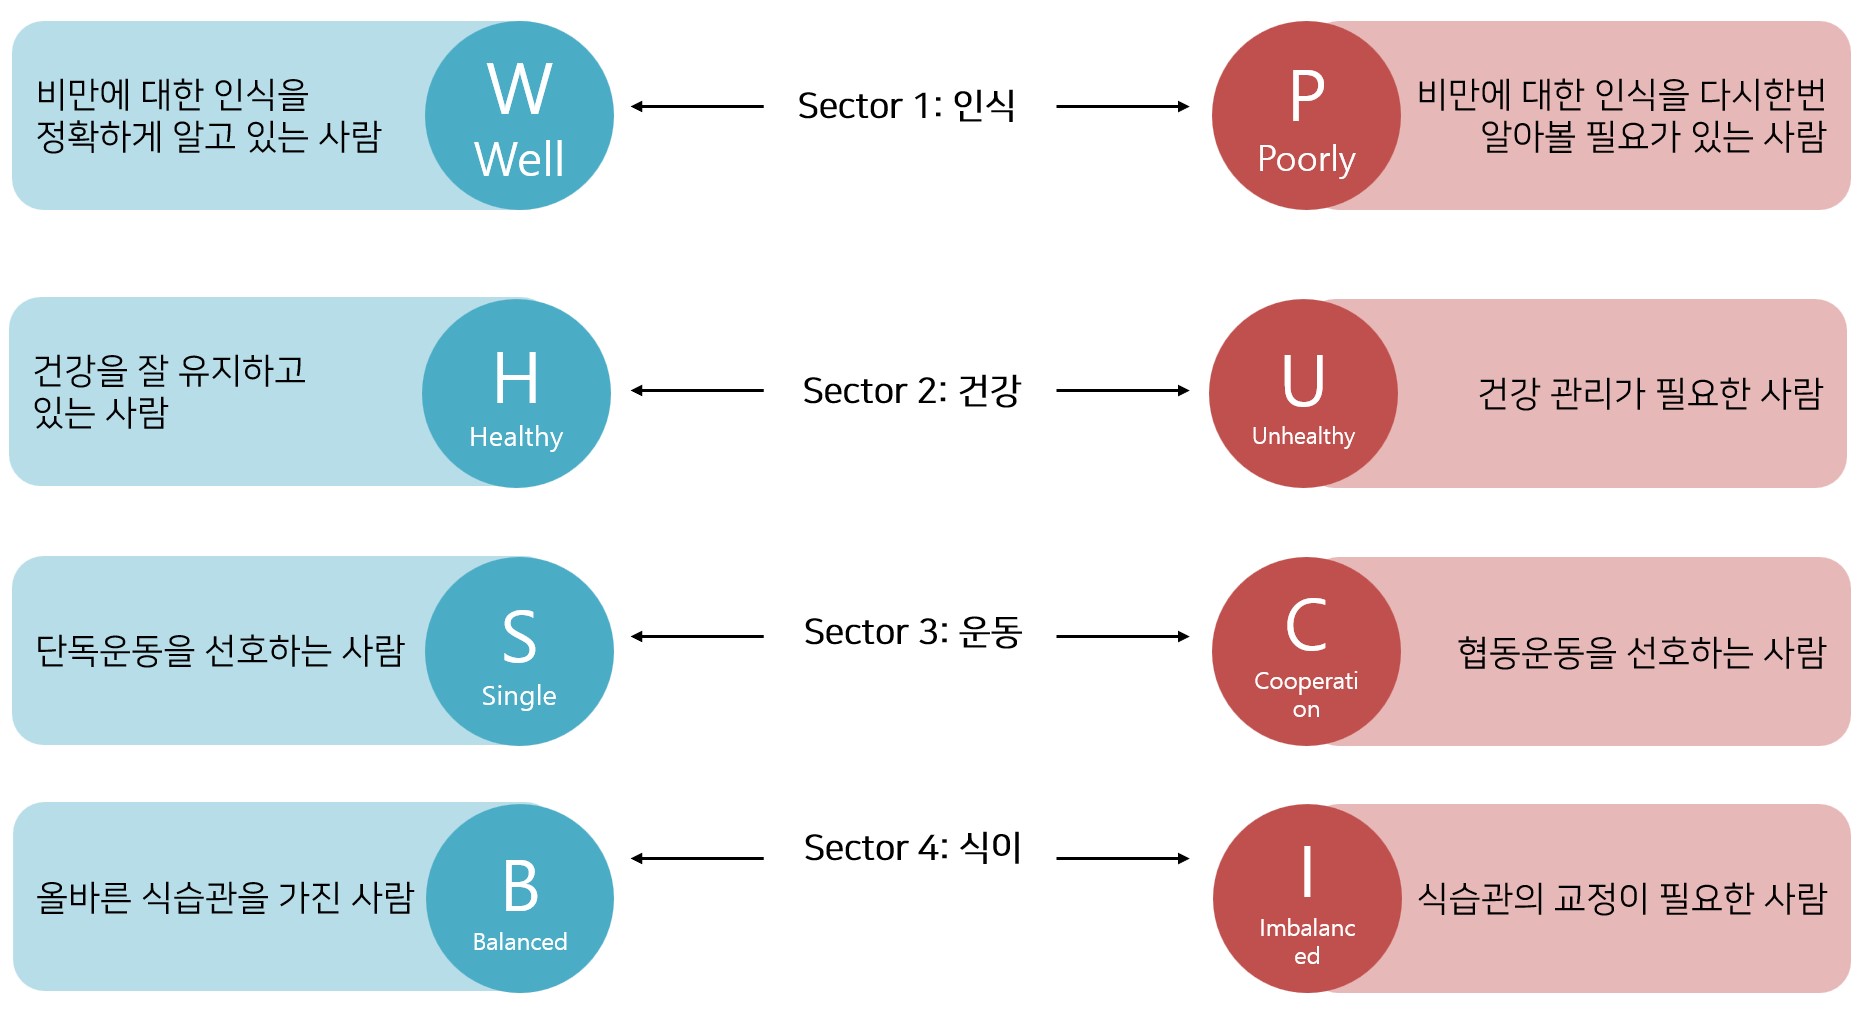 비만에 대한 인식을
정확하게 알고 있는 사람
W
Well
Sector 1: 인식
P
Poorly
비만에 대한 인식을 다시한번
알아볼 필요가 있는 사람
건강을 잘 유지하고
있는 사람
H
Healthy
Sector 2: 건강
U
Unhealthy
건강 관리가 필요한 사람
단독운동을 선호하는 사람
S
Single
Sector 3: 운동
C
Cooperati
on
협동운동을 선호하는 사람
올바른 식습관을 가진 사람
B
Balanced
Sector 4: 식이
I
Imbalanc
ed
식습관의 교정이 필요한 사람